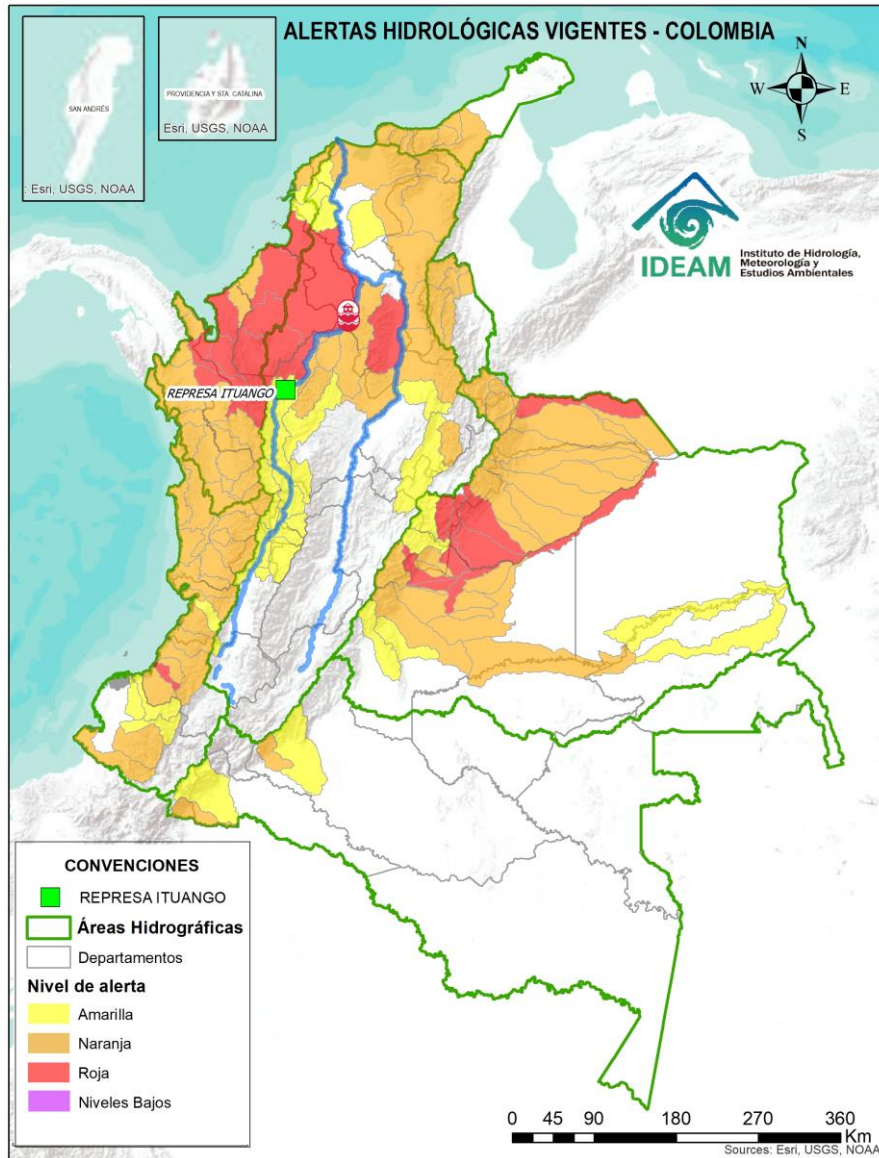 ALERTAS HIDROLÓGICAS VIGENTES - COLOMBIA
SAN ANDRÉS
: Esri, USGS, NOAA
PROVIDENCIA Y STA. CATALINA
Esri, USGS, NOAA
N
W
E
S
IDEAM
Instituto de Hidrología,
Meteorología y
Estudios Ambientales
REPRESA ITUANGO
CONVENCIONES
REPRESA ITUANGO
Áreas Hidrográficas
Departamentos
Nivel de alerta
Amarilla
Naranja
Roja
Niveles Bajos
0 45 90 180 270 360
Km
Sources: Esri, USGS, NOAA